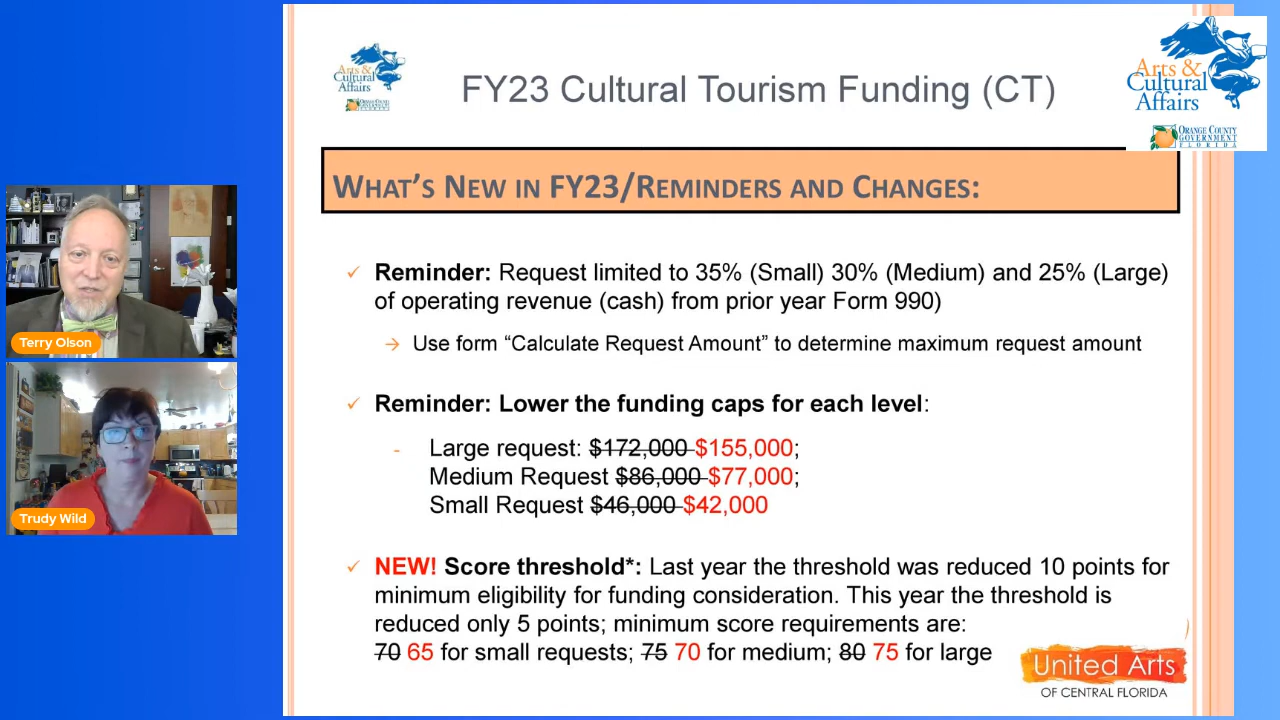 Arts &
Cultural
Affairs
FY23 Cultural Tourism Funding (CT)
Arts &
Cultural
Affairs
ORANGE COUNTY
GOVERNMENT
FLORIDA
WHAT'S NEW IN FY23/REMINDERS AND CHANGES:
Reminder: Request limited to 35% (Small) 30% (Medium) and 25% (Large)
of operating revenue (cash) from prior year Form 990)
→ Use form “Calculate Request Amount” to determine maximum request amount
Reminder: Lower the funding caps for each level:
- Large request: $172,000 $155,000;
Medium Request $86,000 $77,000;
Small Request $46,000 $42,000
NEW! Score threshold*: Last year the threshold was reduced 10 points for
minimum eligibility for funding consideration. This year the threshold is
reduced only 5 points; minimum score requirements are:
70 65 for small requests; 75 70 for medium; 80 75 for large
United Arts
OF CENTRAL FLORIDA
Terry Olson
Trudy Wild